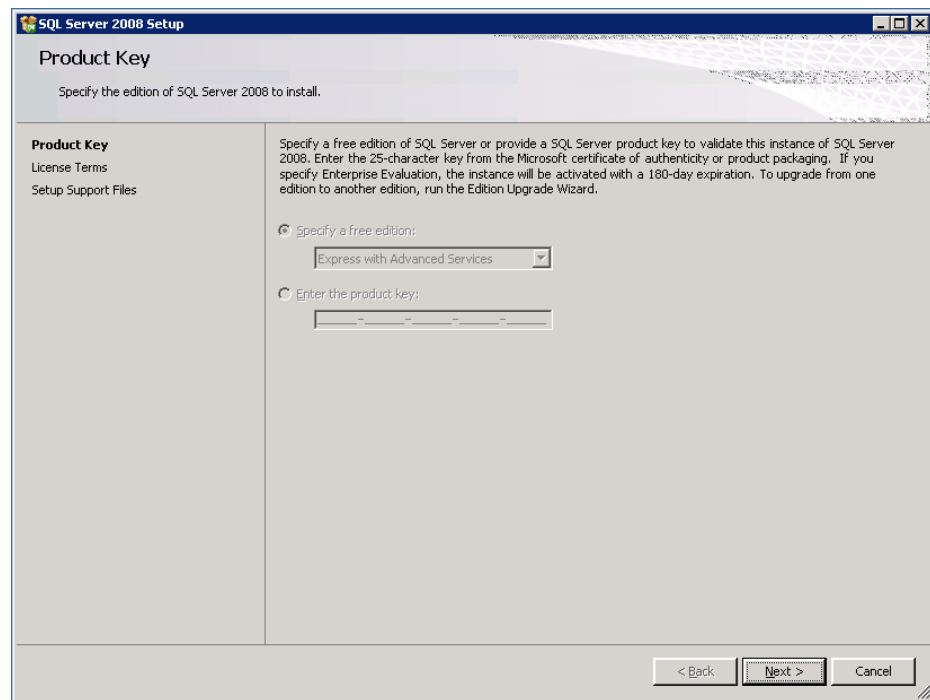 SQL Server 2008 Setup
Product Key
Specify the edition of SQL Server 2008 to install.
Product Key
License Terms
Setup Support Files
Specify a free edition of SQL Server or provide a SQL Server product key to validate this instance of SQL Server
2008. Enter the 25-character key from the Microsoft certificate of authenticity or product packaging. If you
specify Enterprise Evaluation, the instance will be activated with a 180-day expiration. To upgrade from one
edition to another edition, run the Edition Upgrade Wizard.
Specify a free edition:
Express with Advanced Services
Enter the product key:
_____-_____-_____-_____-_____
< Back
Next >
Cancel